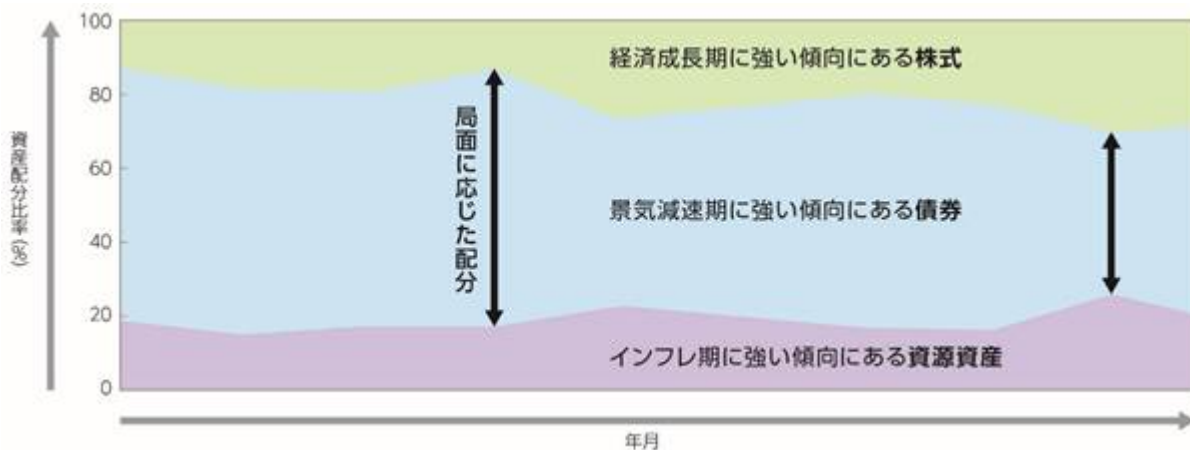 100
経済成長期に強い傾向にある株式
80
局面に応じた配分
資産配分比率(%)
60
景気減速期に強い傾向にある債券
40
20
インフレ期に強い傾向にある資源資産
0
年月